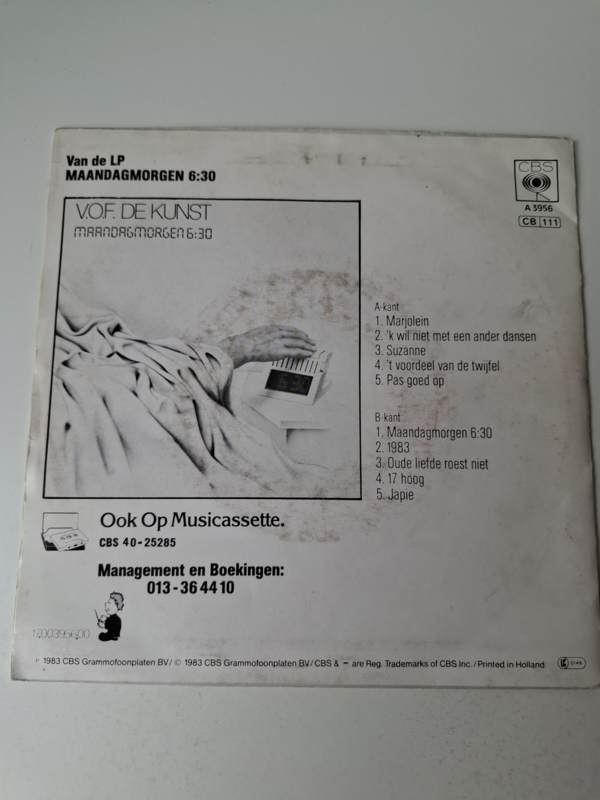 Van de LP
MAANDAGMORGEN 6:30
CBS
A 3956
CB 111
V.O.F. DE KUNST
MAANDAGMORGEN 6:30
A-kant
1. Marjolein
2. 'k wil niet met een ander dansen
3. Suzanne
4. 't voordeel van de twijfel
5. Pas goed op
B-kant
1. Maandagmorgen 6:30
2. 1983
3. Oude liefde roest niet
4. 17 hoog
5. Japie
Ook Op Musicassette.
CBS 40-25285
Management en Boekingen:
013-364410
℗ 1983 CBS Grammofoonplaten BV/ © 1983 CBS Grammofoonplaten BV/ CBS & are Reg. Trademarks of CBS Inc. / Printed in Holland.